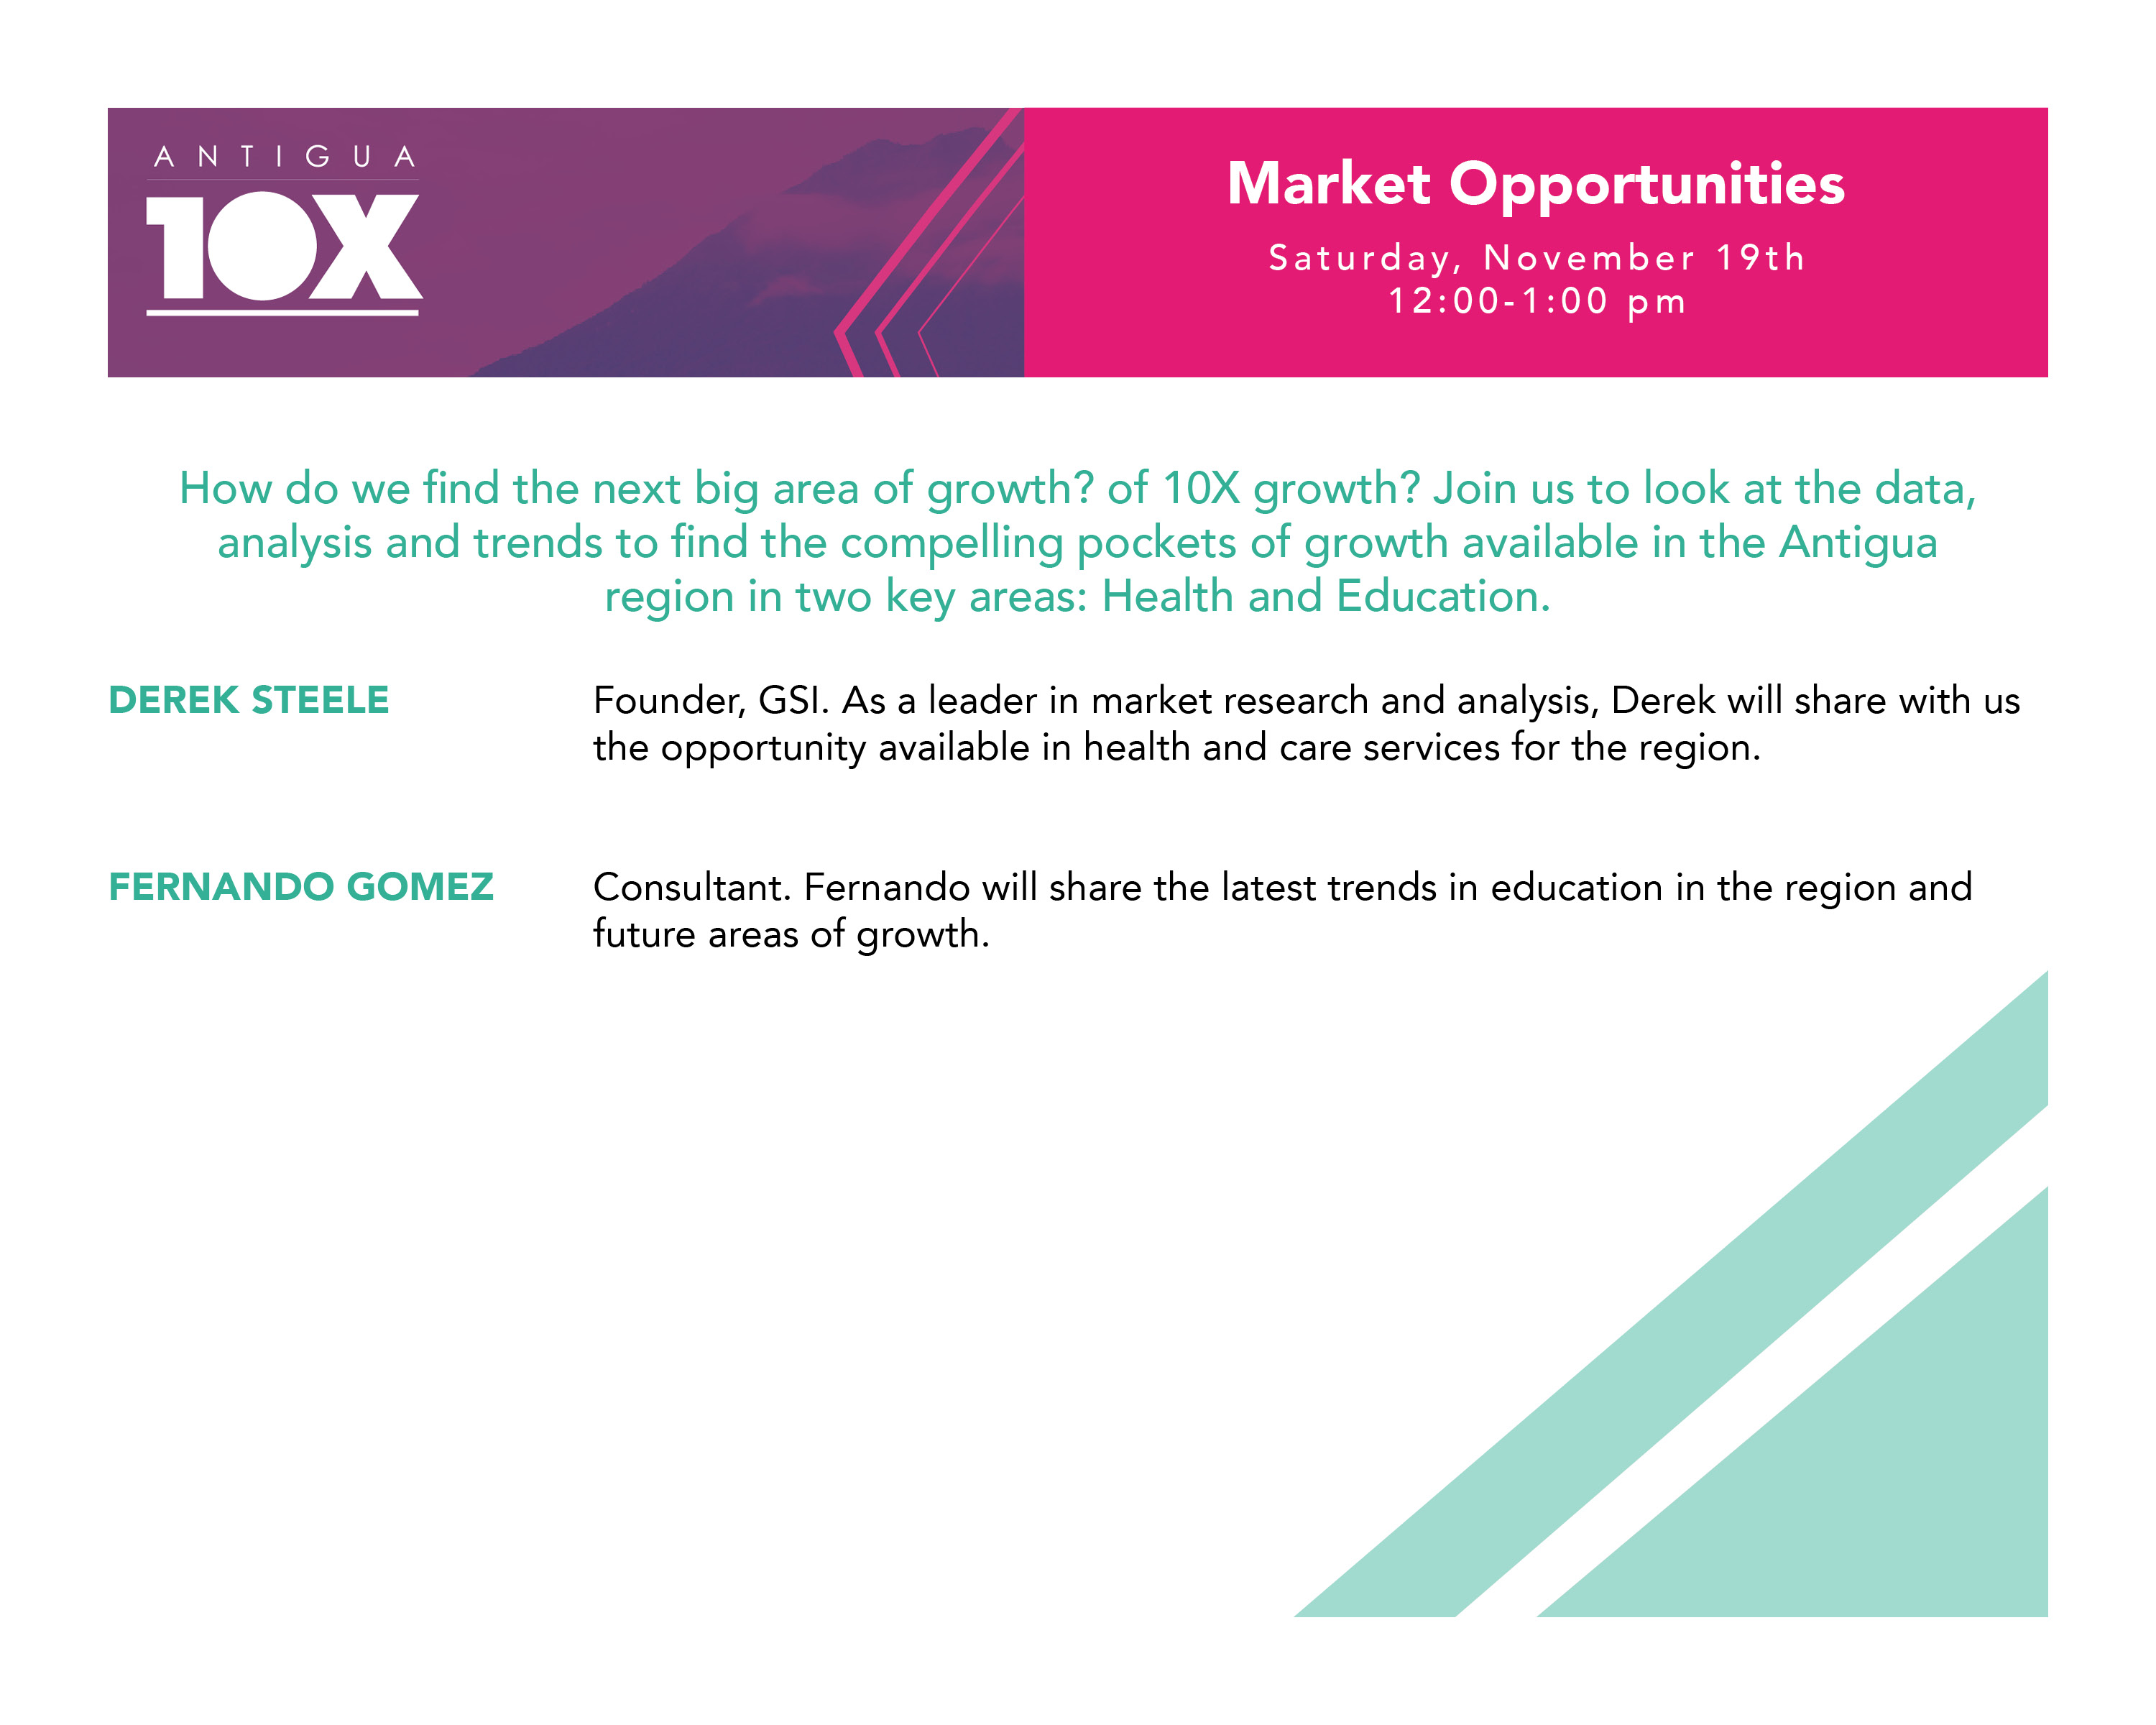 ANTIGUA
10X
Market Opportunities
Saturday, November 19th
12:00-1:00 pm
How do we find the next big area of growth? of 10X growth? Join us to look at the data,
analysis and trends to find the compelling pockets of growth available in the Antigua
region in two key areas: Health and Education.
DEREK STEELE
Founder, GSI. As a leader in market research and analysis, Derek will share with us
the opportunity available in health and care services for the region.
FERNANDO GOMEZ
Consultant. Fernando will share the latest trends in education in the region and
future areas of growth.